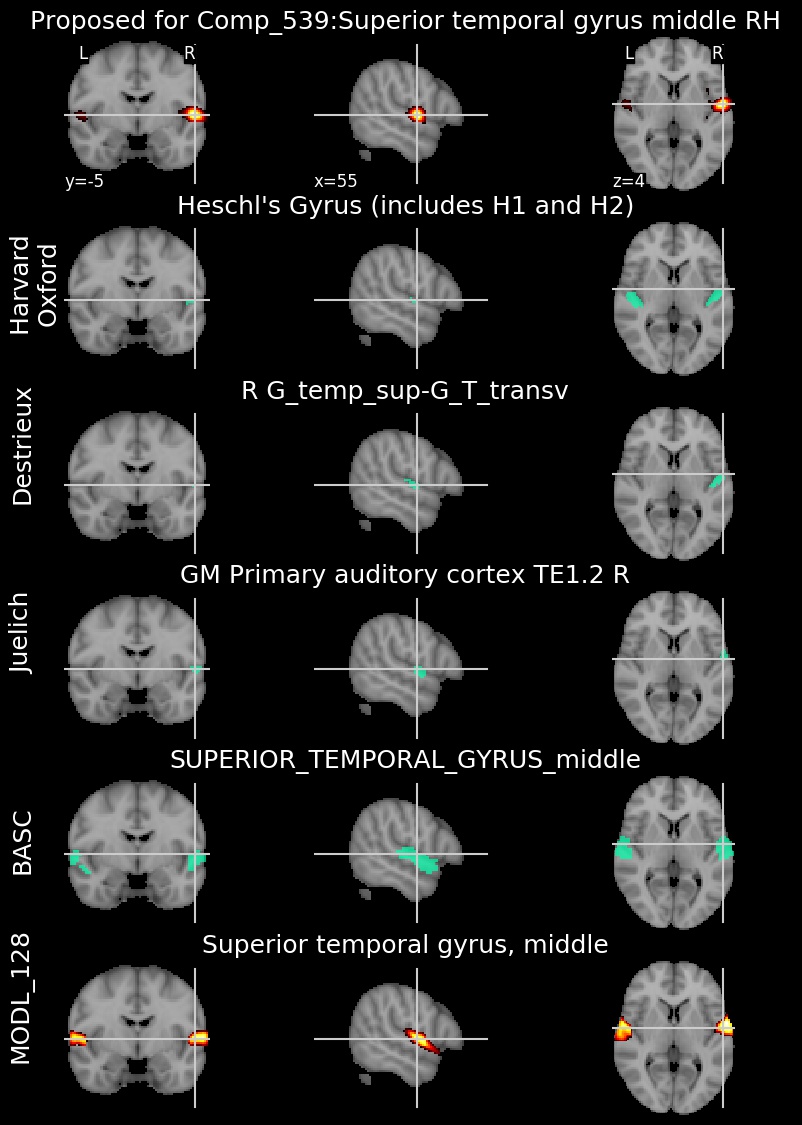 Proposed for Comp_539:Superior temporal gyrus middle RH
L R L R
y=-5 x=55 z=4
Heschl's Gyrus (includes H1 and H2)
Harvard
Oxford
R G_temp_sup-G_T_transv
Destrieux
GM Primary auditory cortex TE1.2 R
Juelich
SUPERIOR_TEMPORAL_GYRUS_middle
BASC
Superior temporal gyrus, middle
MODL_128